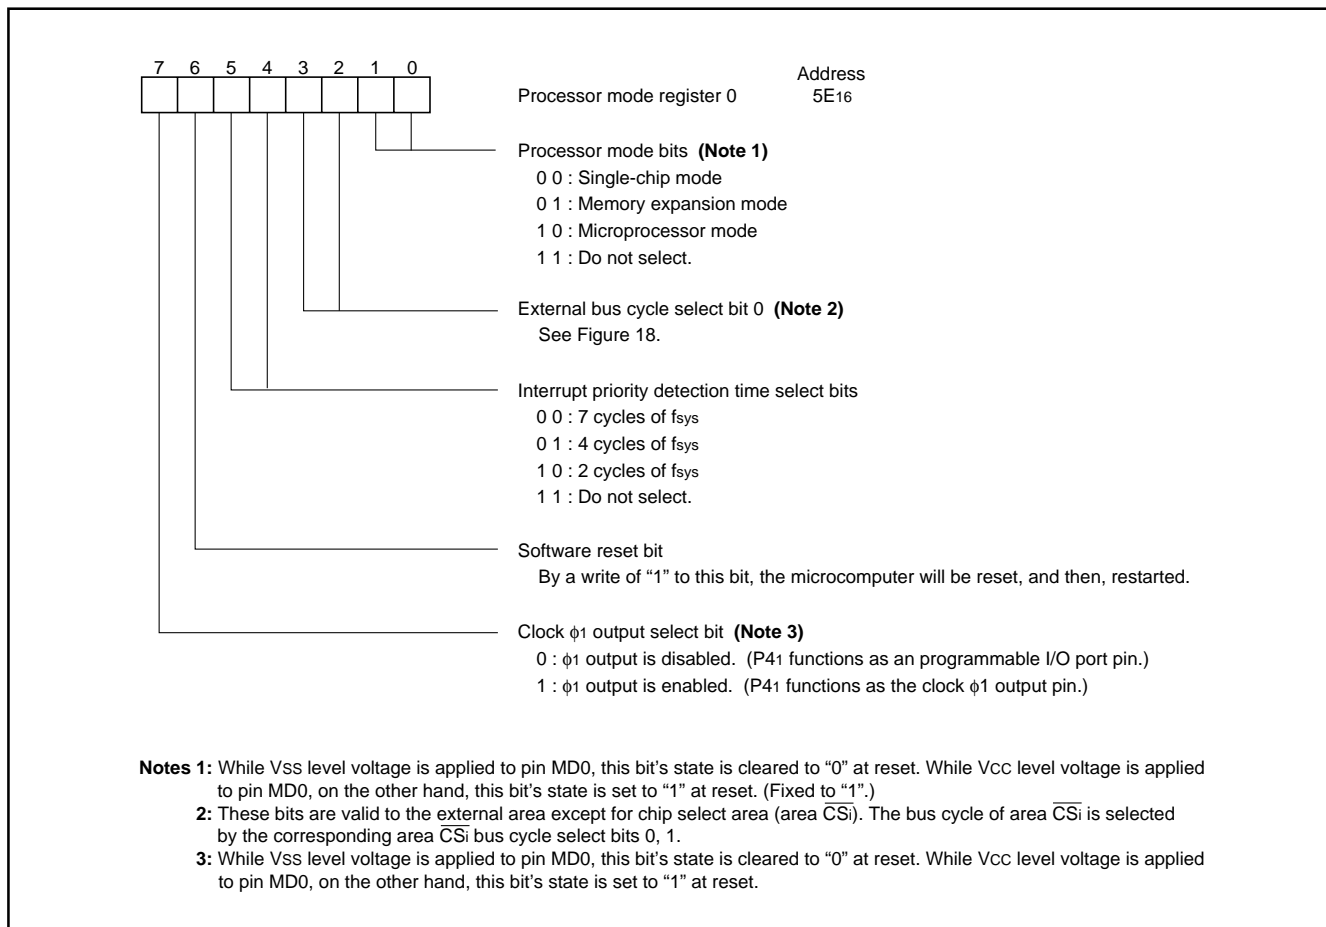 7 6 5 4 3 2 1 0
Address
Processor mode register 0 5E16
Processor mode bits (Note 1)
0 0 : Single-chip mode
0 1 : Memory expansion mode
1 0 : Microprocessor mode
1 1 : Do not select.
External bus cycle select bit 0 (Note 2)
See Figure 18.
Interrupt priority detection time select bits
0 0 : 7 cycles of fsys
0 1 : 4 cycles of fsys
1 0 : 2 cycles of fsys
1 1 : Do not select.
Software reset bit
By a write of “1” to this bit, the microcomputer will be reset, and then, restarted.
Clock ϕ1 output select bit (Note 3)
0 : ϕ1 output is disabled. (P41 functions as an programmable I/O port pin.)
1 : ϕ1 output is enabled. (P41 functions as the clock ϕ1 output pin.)
Notes 1: While VSS level voltage is applied to pin MD0, this bit’s state is cleared to “0” at reset. While VCC level voltage is applied
to pin MD0, on the other hand, this bit’s state is set to “1” at reset. (Fixed to “1”.)
2: These bits are valid to the external area except for chip select area (area C̅S̅i). The bus cycle of area C̅S̅i is selected
by the corresponding area C̅S̅i bus cycle select bits 0, 1.
3: While VSS level voltage is applied to pin MD0, this bit’s state is cleared to “0” at reset. While VCC level voltage is applied
to pin MD0, on the other hand, this bit’s state is set to “1” at reset.